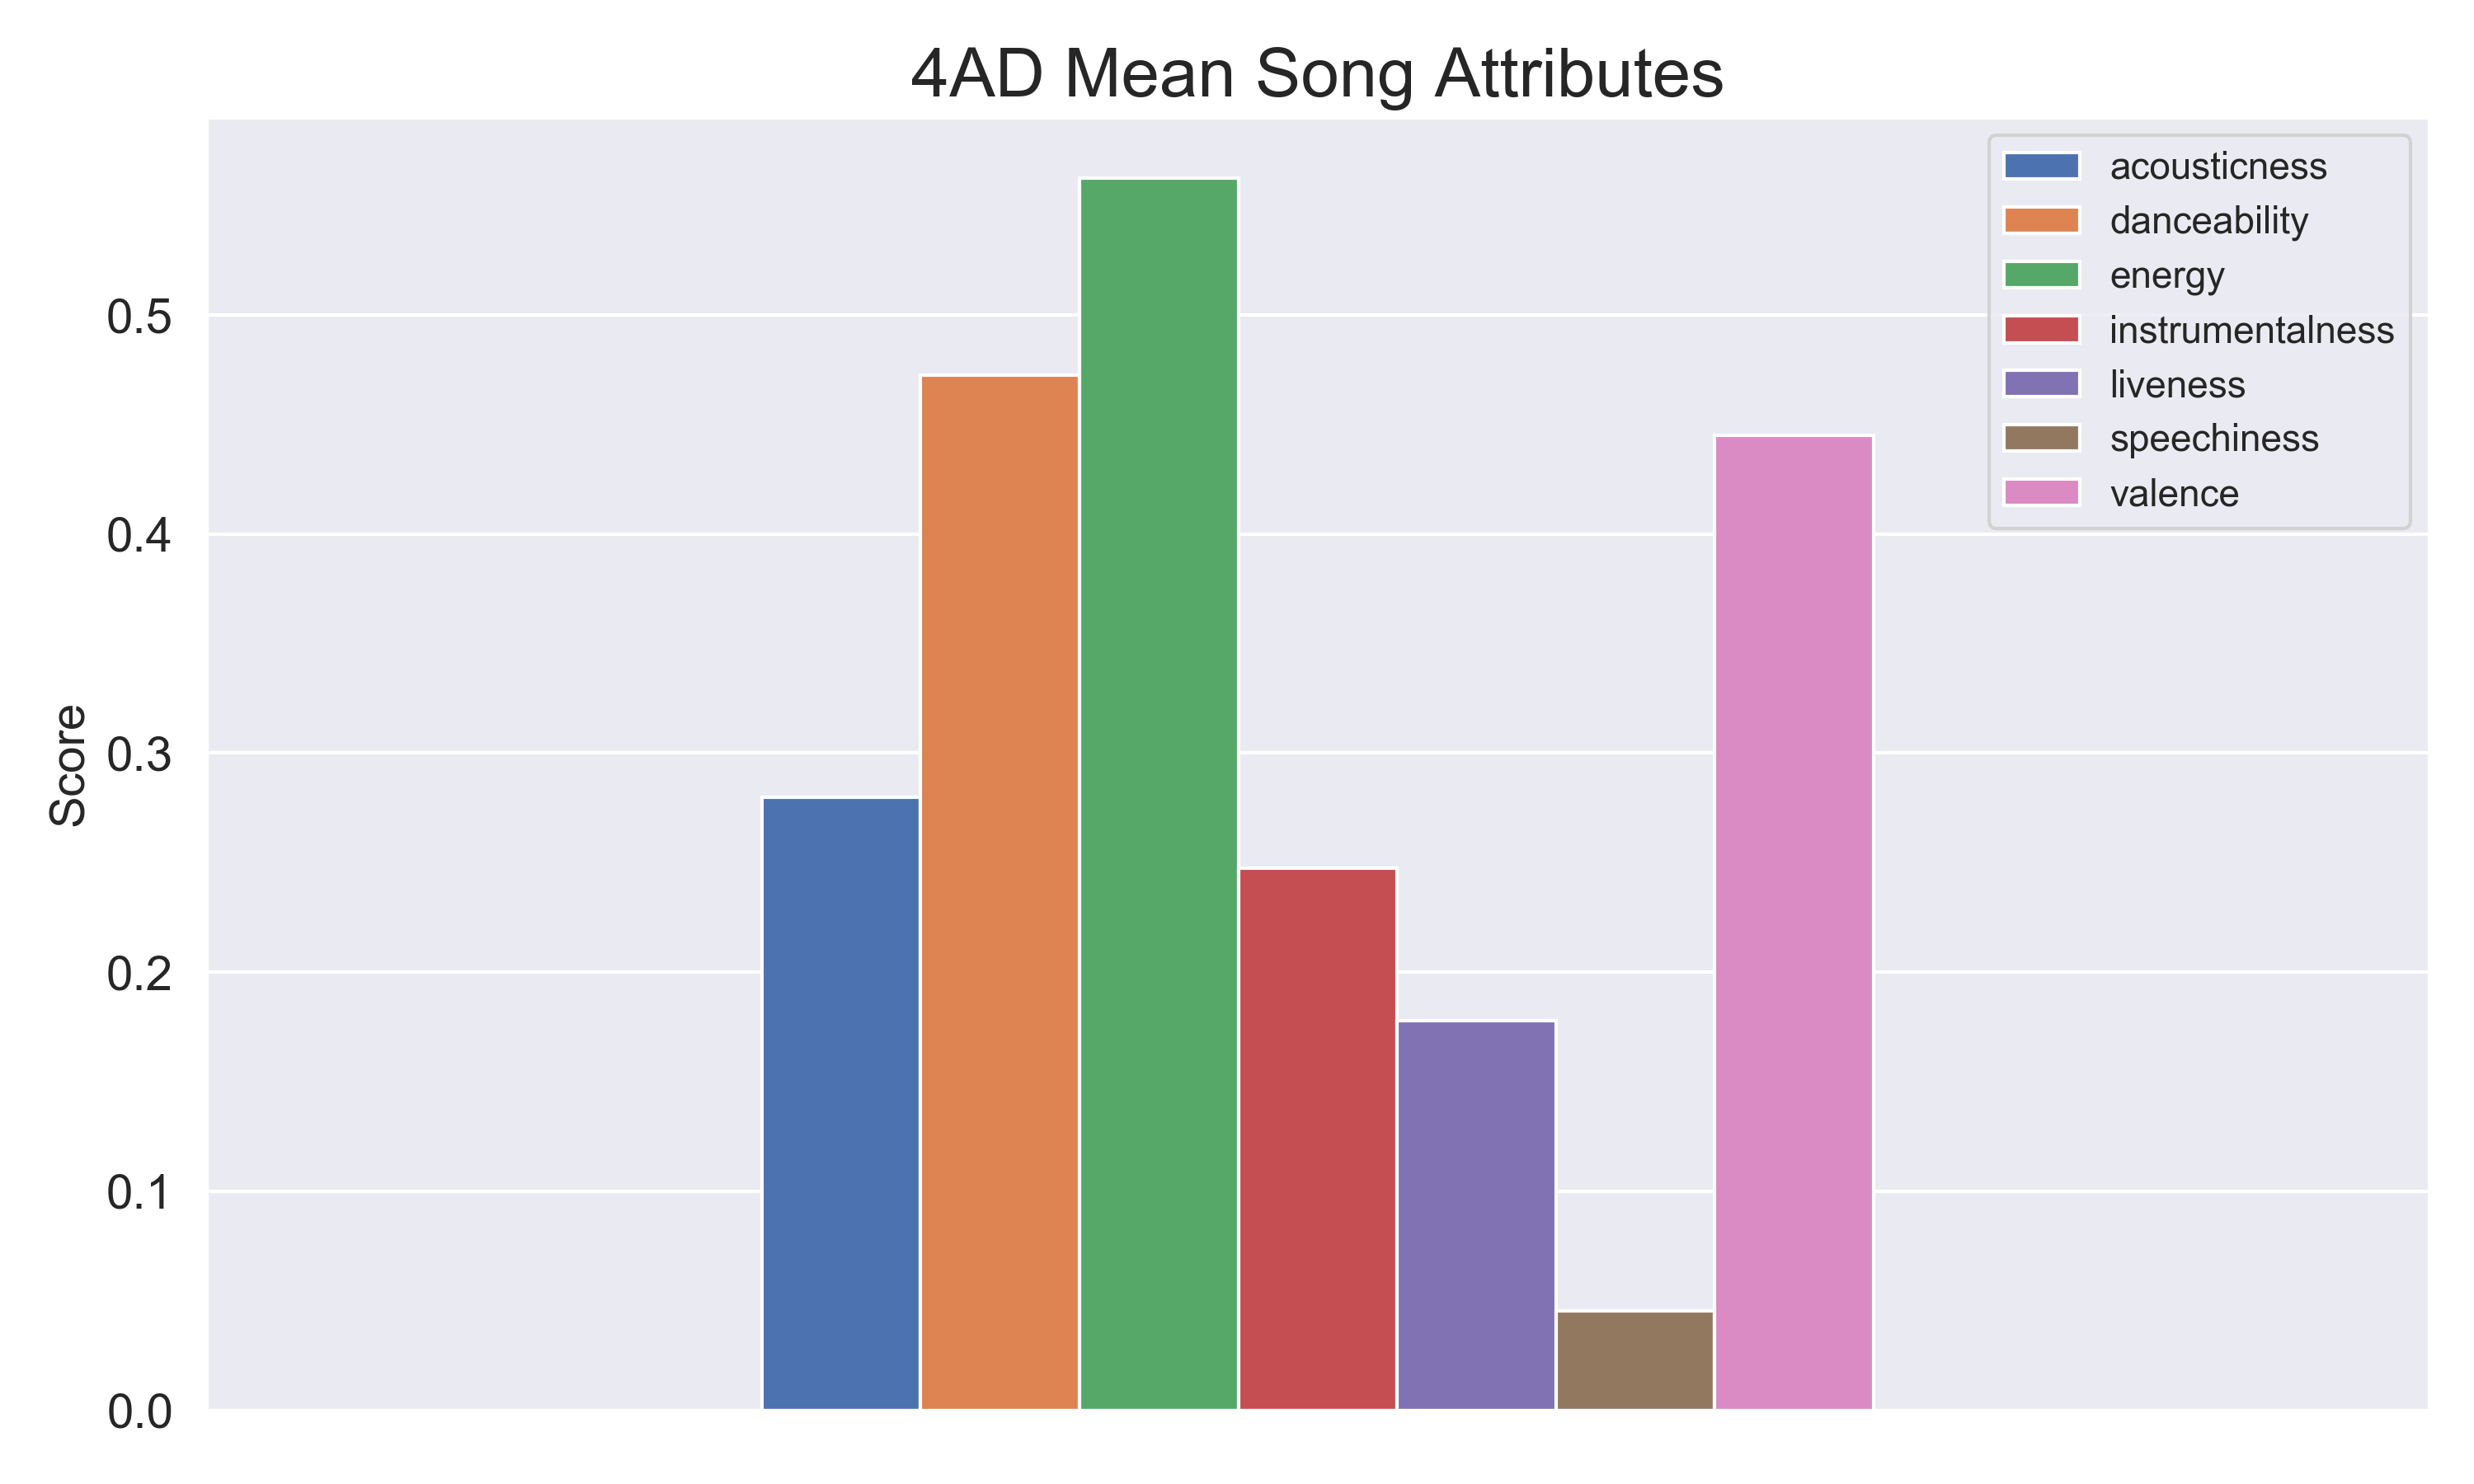 4AD Mean Song Attributes
acousticness
danceability
energy
instrumentalness
liveness
speechiness
valence
0.5
0.4
0.3
0.2
0.1
0.0
Score